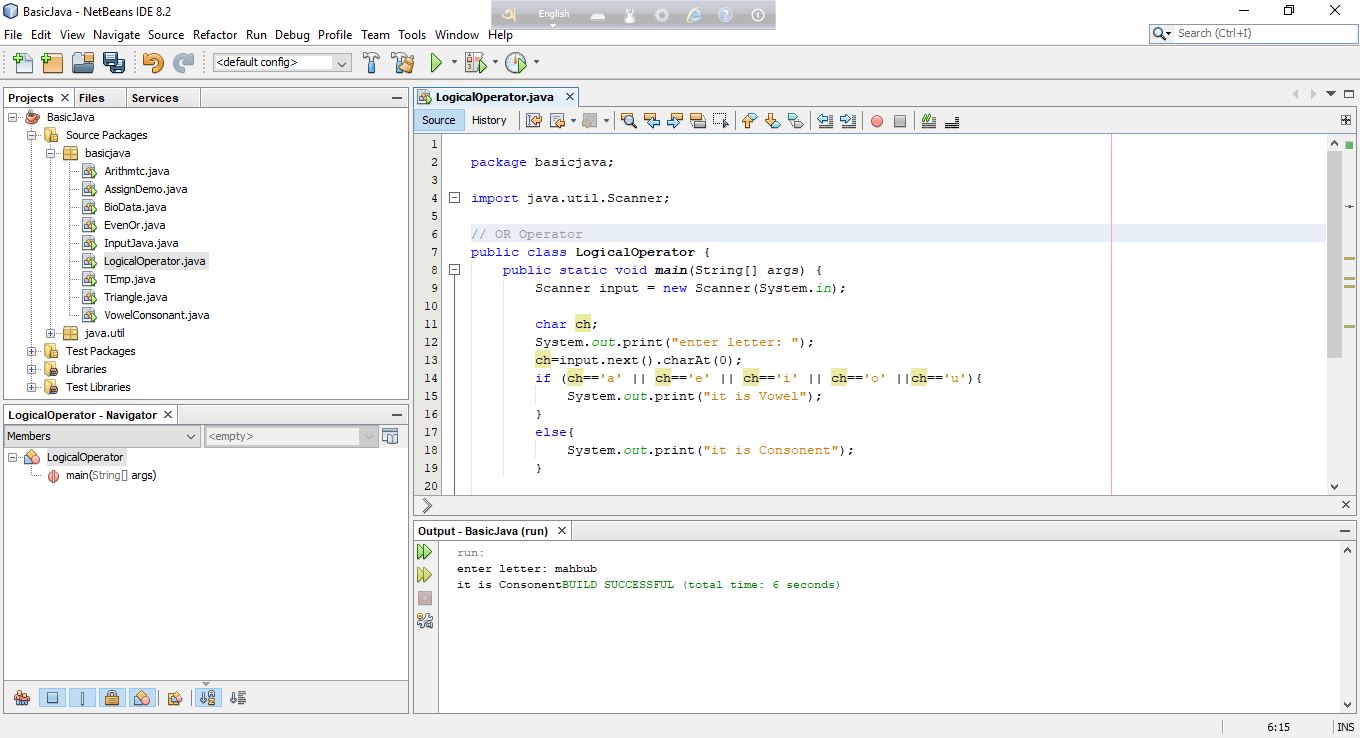 BasicJava - NetBeans IDE 8.2
অ English
File Edit View Navigate Source Refactor Run Debug Profile Team Tools Window Help
Search (Ctrl+I)
<default config>
Projects Files Services
BasicJava
Source Packages
basicjava
Arithmtc.java
AssignDemo.java
BioData.java
EvenOr.java
InputJava.java
LogicalOperator.java
TEmp.java
Triangle.java
VowelConsonant.java
java.util
Test Packages
Libraries
Test Libraries
LogicalOperator - Navigator
Members <empty>
LogicalOperator
main(String[] args)
LogicalOperator.java
Source History
1
2 package basicjava;
3
4 import java.util.Scanner;
5
6 // OR Operator
7 public class LogicalOperator {
8 public static void main(String[] args) {
9 Scanner input = new Scanner(System.in);
10
11 char ch;
12 System.out.print("enter letter: ");
13 ch=input.next().charAt(0);
14 if (ch=='a' || ch=='e' || ch=='i' || ch=='o' ||ch=='u'){
15 System.out.print("it is Vowel");
16 }
17 else{
18 System.out.print("it is Consonent");
19 }
20
Output - BasicJava (run)
run:
enter letter: mahbub
it is ConsonentBUILD SUCCESSFUL (total time: 6 seconds)
6:15 INS